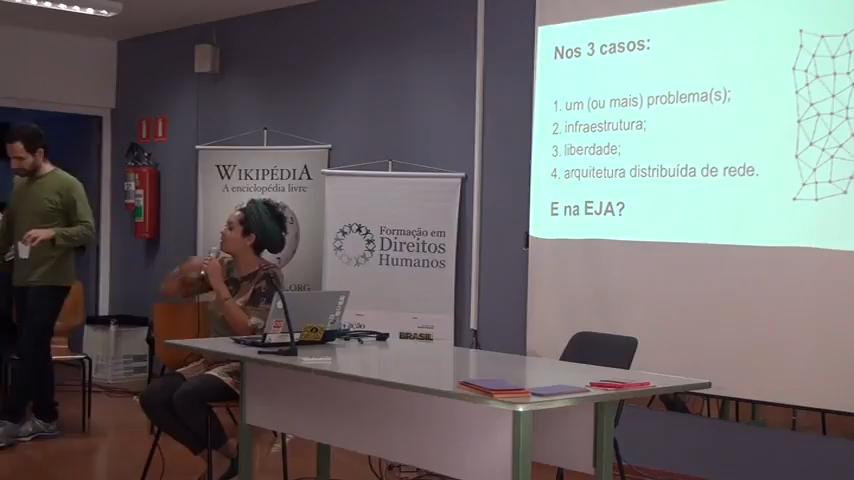 Nos 3 casos:
1. um (ou mais) problema(s);
2. infraestrutura;
3. liberdade;
4. arquitetura distribuída de rede.
E na EJA?
WIKIPÉDIA
A enciclopédia livre
.ORG
Formação em
Direitos
Humanos
BRASIL